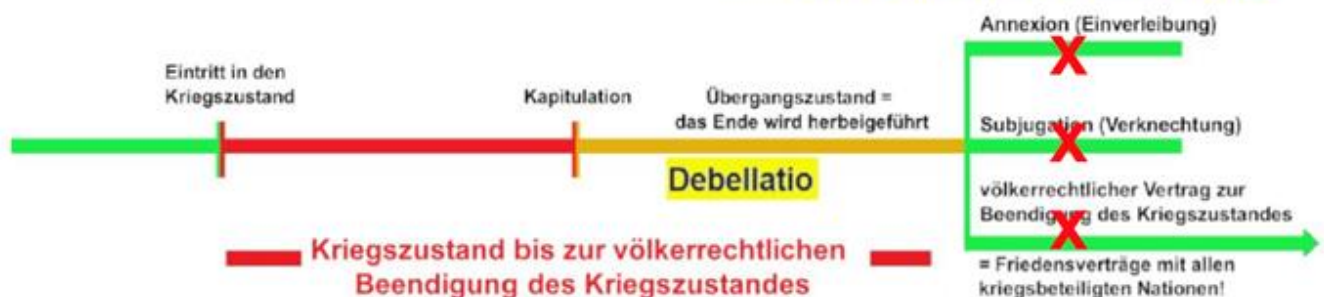 Annexion (Einverleibung)
X
Eintritt in den
Kriegszustand
Kapitulation
Übergangszustand =
das Ende wird herbeigeführt
Debellatio
Subjugation (Verknechtung)
X
völkerrechtlicher Vertrag zur
Beendigung des Kriegszustandes
X
= Friedensverträge mit allen
kriegsbeteiligten Nationen!
Kriegszustand bis zur völkerrechtlichen
Beendigung des Kriegszustandes